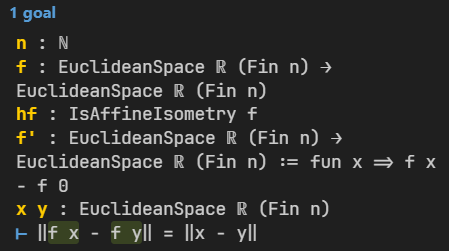 1 goal
n : ℕ
f : EuclideanSpace ℝ (Fin n) →
EuclideanSpace ℝ (Fin n)
hf : IsAffineIsometry f
f' : EuclideanSpace ℝ (Fin n) →
EuclideanSpace ℝ (Fin n) := fun x ⇒ f x
- f 0
x y : EuclideanSpace ℝ (Fin n)
⊢ ‖f x - f y‖ = ‖x - y‖